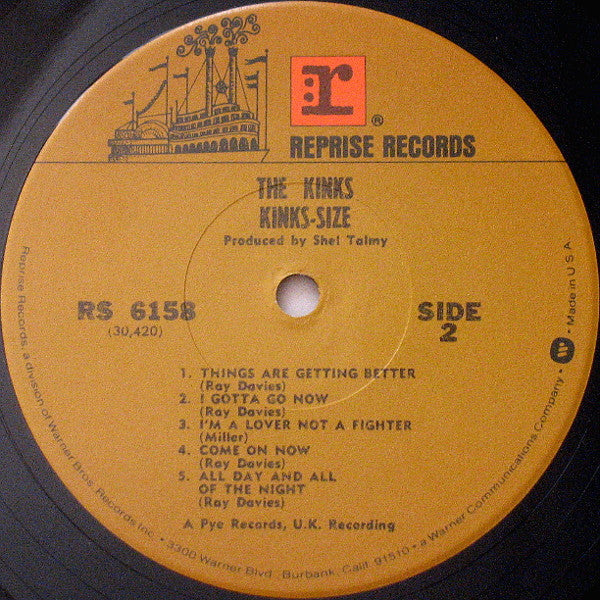 r
®
REPRISE RECORDS
THE KINKS
KINKS-SIZE
Produced by Shel Talmy
RS 6158
(30,420)
SIDE
2
1. THINGS ARE GETTING BETTER
(Ray Davies)
2. I GOTTA GO NOW
(Ray Davies)
3. I'M A LOVER NOT A FIGHTER
(Miller)
4. COME ON NOW
(Ray Davies)
5. ALL DAY AND ALL
OF THE NIGHT
(Ray Davies)
A Pye Records, U.K. Recording
Reprise Records, a division of Warner Bros. Records Inc. • 3300 Warner Blvd., Burbank, Calif. 91510 • a Warner Communications Company • W • Made in U.S.A.